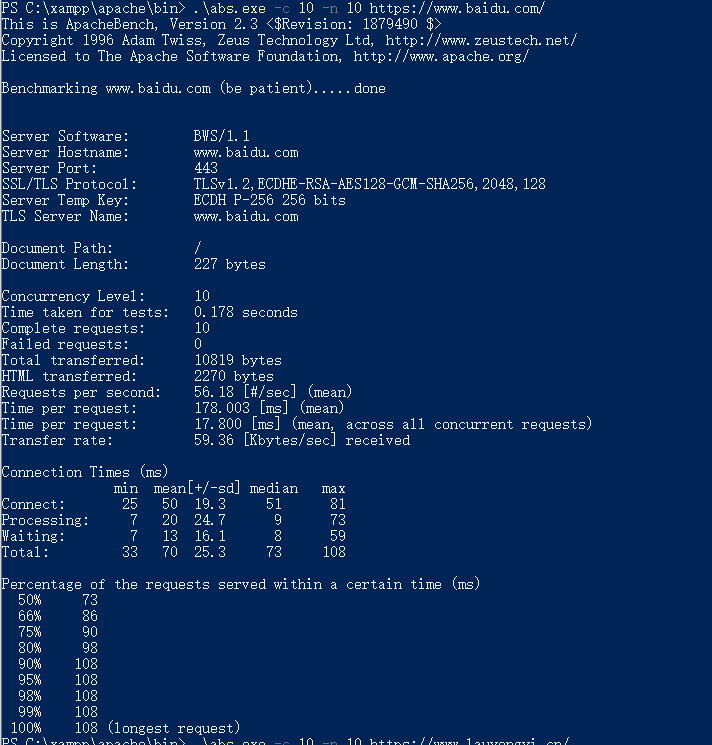 PS C:\xampp\apache\bin> .\abs.exe -c 10 -n 10 https://www.baidu.com/
This is ApacheBench, Version 2.3 <$Revision: 1879490 $>
Copyright 1996 Adam Twiss, Zeus Technology Ltd, http://www.zeustech.net/
Licensed to The Apache Software Foundation, http://www.apache.org/

Benchmarking www.baidu.com (be patient).....done


Server Software:        BWS/1.1
Server Hostname:        www.baidu.com
Server Port:            443
SSL/TLS Protocol:       TLSv1.2,ECDHE-RSA-AES128-GCM-SHA256,2048,128
Server Temp Key:        ECDH P-256 256 bits
TLS Server Name:        www.baidu.com

Document Path:          /
Document Length:        227 bytes

Concurrency Level:      10
Time taken for tests:   0.178 seconds
Complete requests:      10
Failed requests:        0
Total transferred:      10819 bytes
HTML transferred:       2270 bytes
Requests per second:    56.18 [#/sec] (mean)
Time per request:       178.003 [ms] (mean)
Time per request:       17.800 [ms] (mean, across all concurrent requests)
Transfer rate:          59.36 [Kbytes/sec] received

Connection Times (ms)
              min  mean[+/-sd] median   max
Connect:       25   50  19.3     51      81
Processing:     7   20  24.7      9      73
Waiting:        7   13  16.1      8      59
Total:         33   70  25.3     73     108

Percentage of the requests served within a certain time (ms)
  50%     73
  66%     86
  75%     90
  80%     98
  90%    108
  95%    108
  98%    108
  99%    108
 100%    108 (longest request)
PS C:\xampp\apache\bin> .\abs.exe -c 10 -n 10